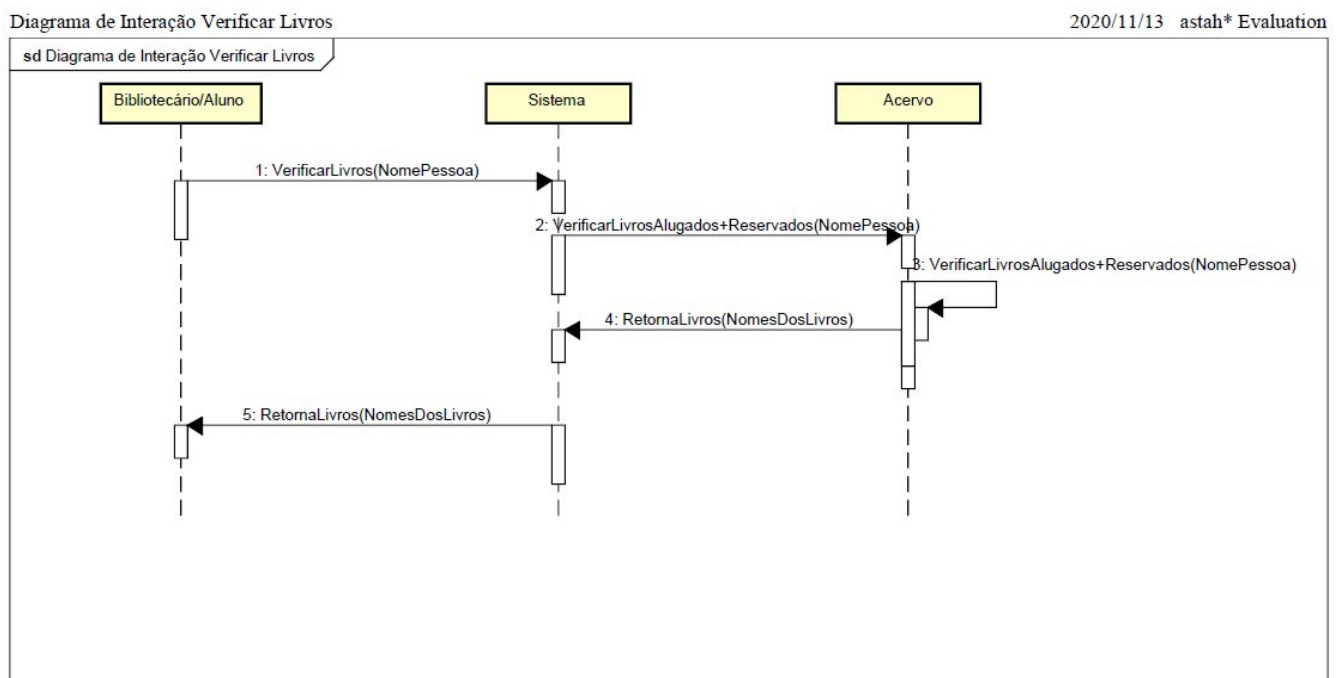 Diagrama de Interação Verificar Livros
2020/11/13 astah* Evaluation
sd Diagrama de Interação Verificar Livros
Bibliotecário/Aluno
Sistema
Acervo
1: VerificarLivros(NomePessoa)
2: VerificarLivrosAlugados+Reservados(NomePessoa)
3: VerificarLivrosAlugados+Reservados(NomePessoa)
4: RetornaLivros(NomesDosLivros)
5: RetornaLivros(NomesDosLivros)